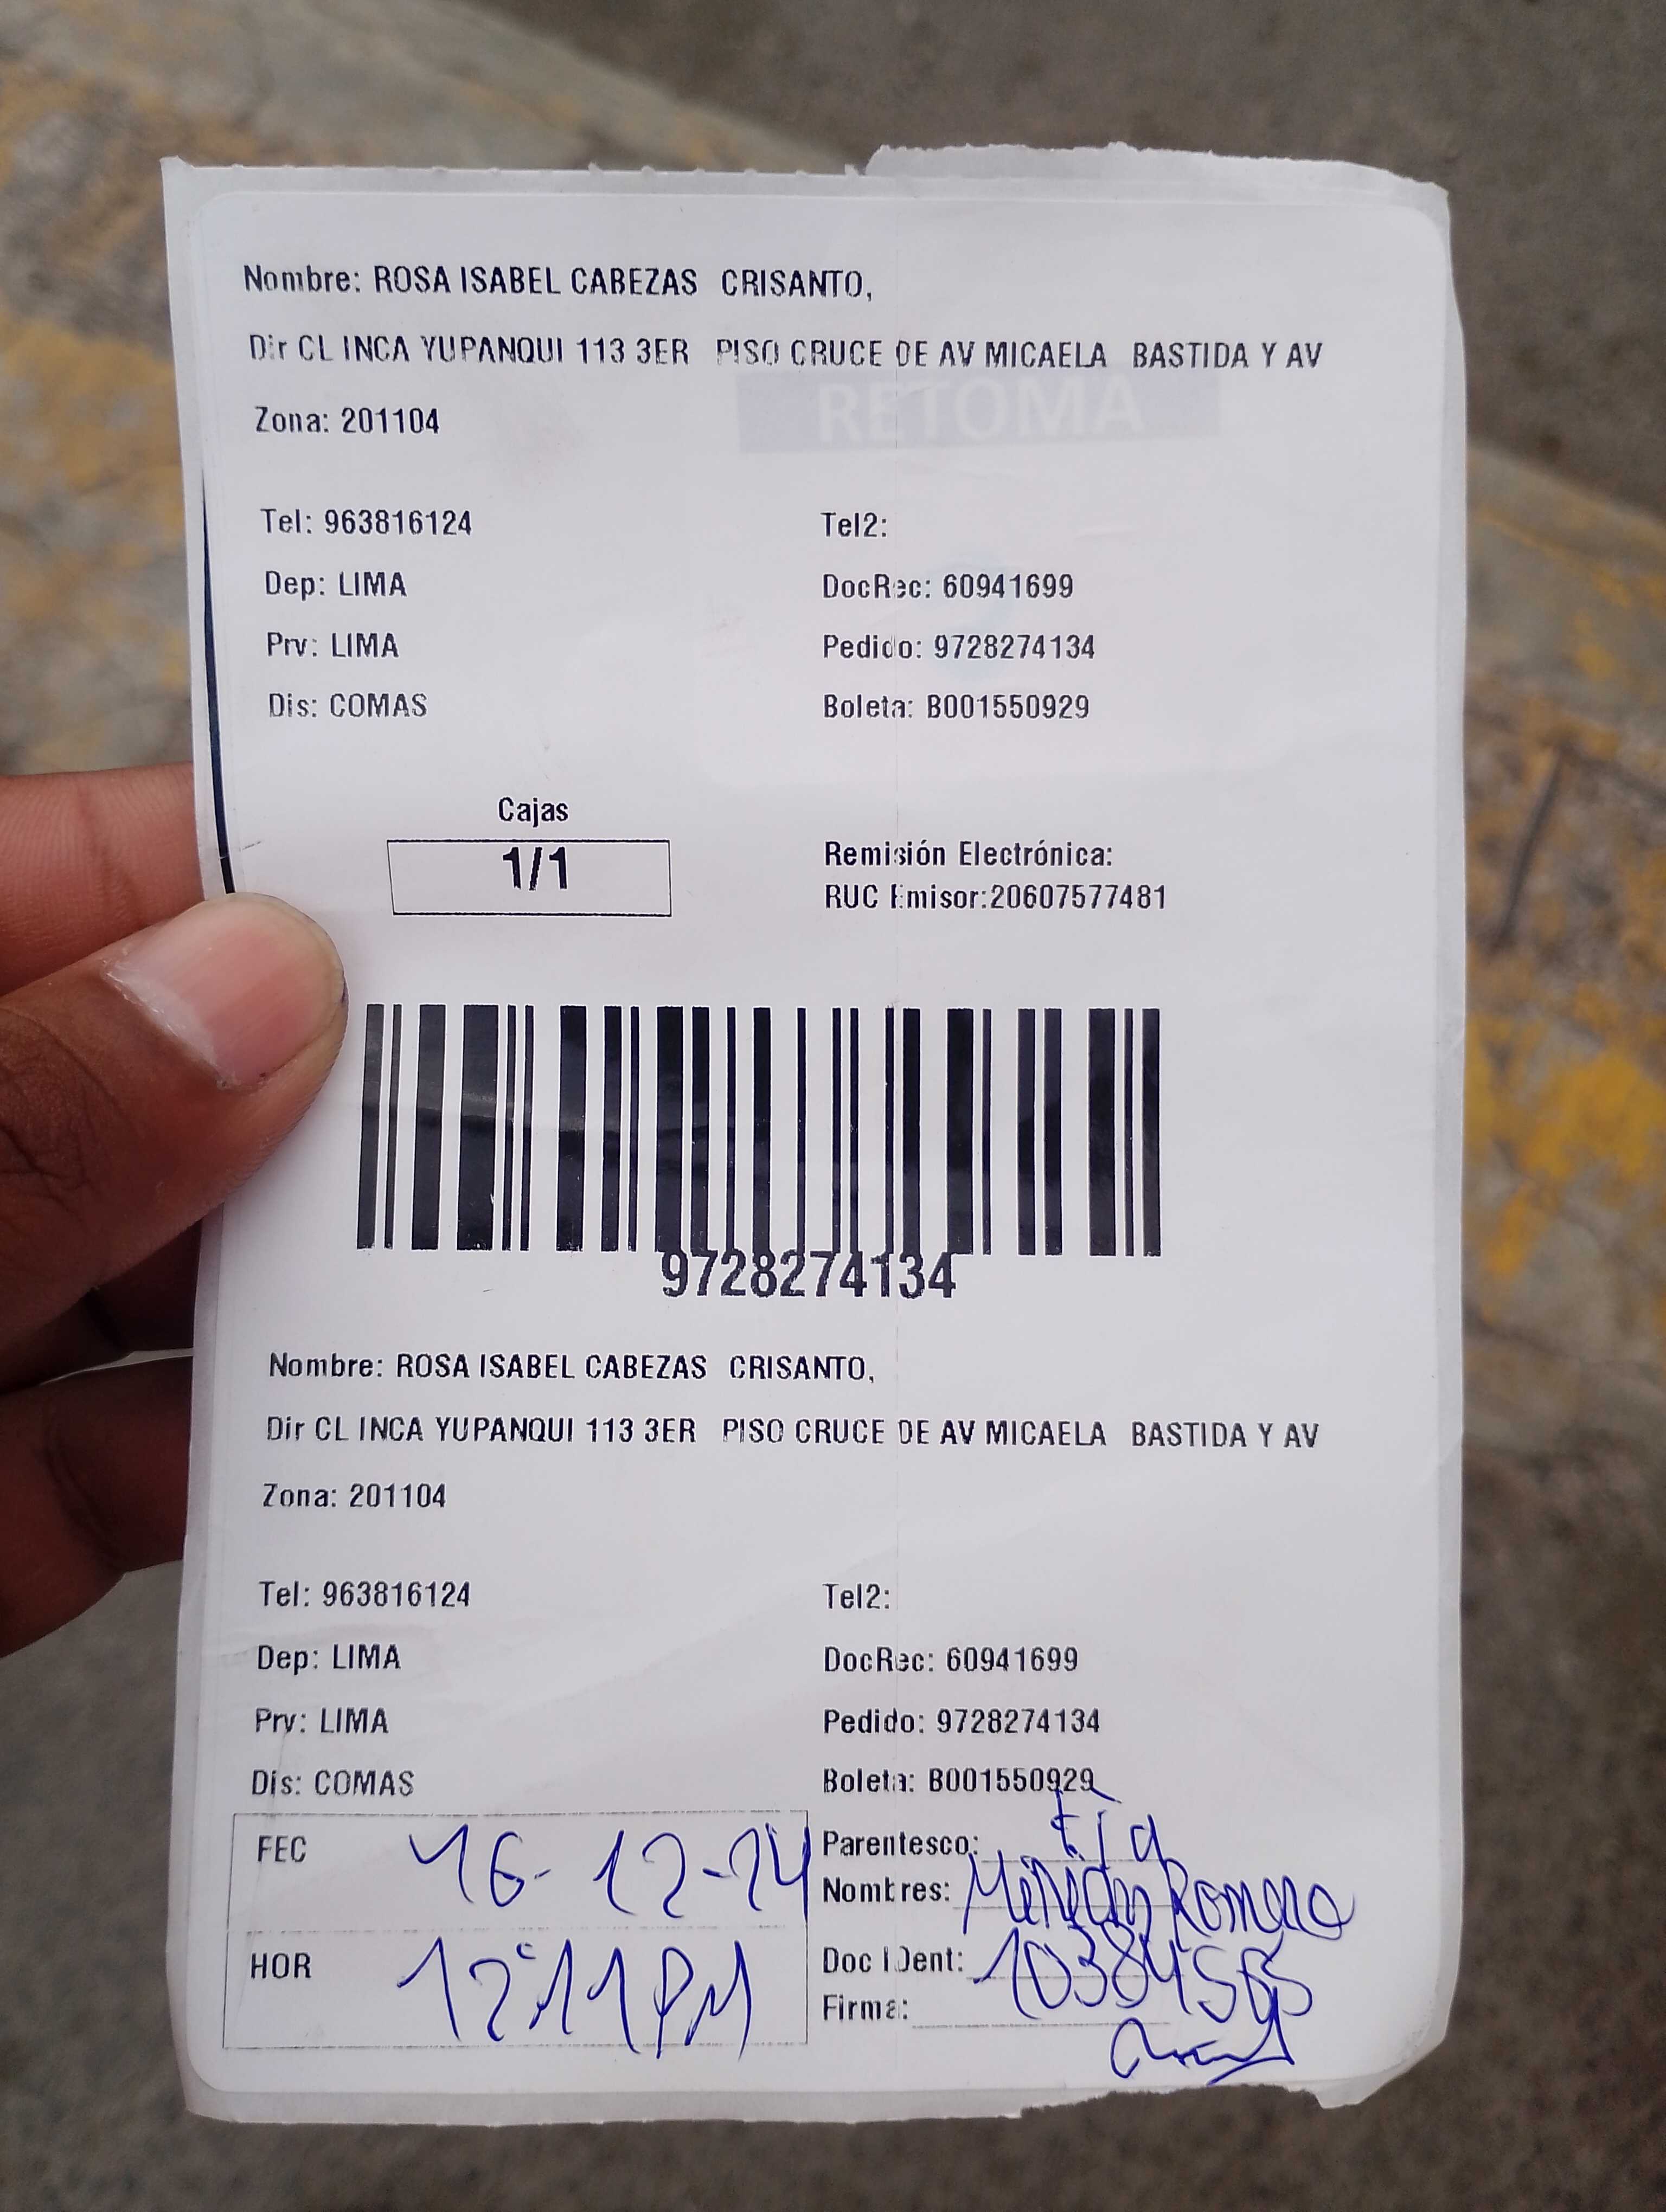 Nombre: ROSA ISABEL CABEZAS CRISANTO,
Dir CL INCA YUPANQUI 113 3ER PISO CRUCE DE AV MICAELA BASTIDA Y AV
RETOMA
Zona: 201104
Tel: 963816124 Tel2:
Dep: LIMA DocRec: 60941699
Prv: LIMA Pedido: 9728274134
Dis: COMAS Boleta: B001550929
Cajas
1/1
Remisión Electrónica:
RUC Emisor:20607577481
9728274134
Nombre: ROSA ISABEL CABEZAS CRISANTO,
Dir CL INCA YUPANQUI 113 3ER PISO CRUCE DE AV MICAELA BASTIDA Y AV
Zona: 201104
Tel: 963816124 Tel2:
Dep: LIMA DocRec: 60941699
Prv: LIMA Pedido: 9728274134
Dis: COMAS Boleta: B001550929
FEC 16-12-24
Parentesco: tía
Nombres: Romero
HOR 12:11 PM
Doc IDent:
Firma: